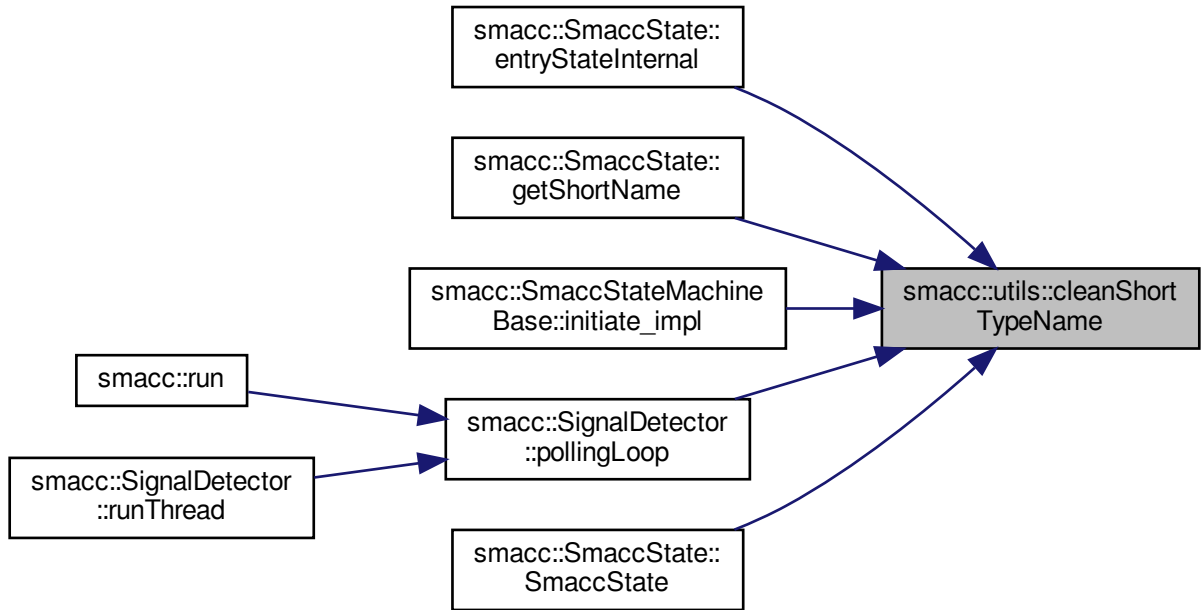 smacc::SmaccState::
entryStateInternal
smacc::SmaccState::
getShortName
smacc::SmaccStateMachine
Base::initiate_impl
smacc::utils::cleanShort
TypeName
smacc::run
smacc::SignalDetector
::pollingLoop
smacc::SignalDetector
::runThread
smacc::SmaccState::
SmaccState